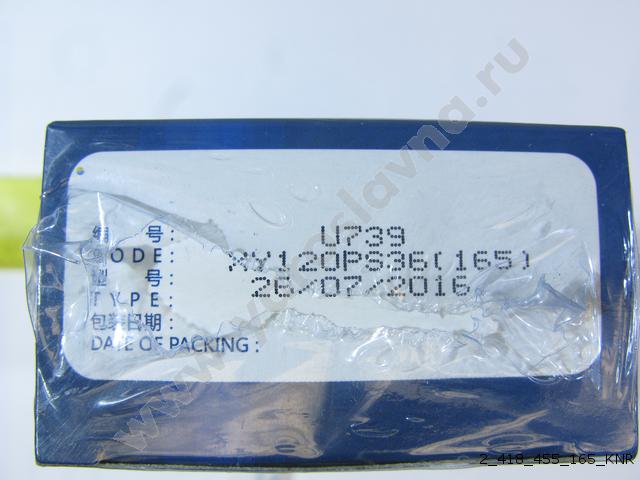 编 号： U739
CODE:
型 号： XY120PS36(165)
TYPE: 26/07/2016
包装日期：
DATE OF PACKING :
2_418_455_165_KNR